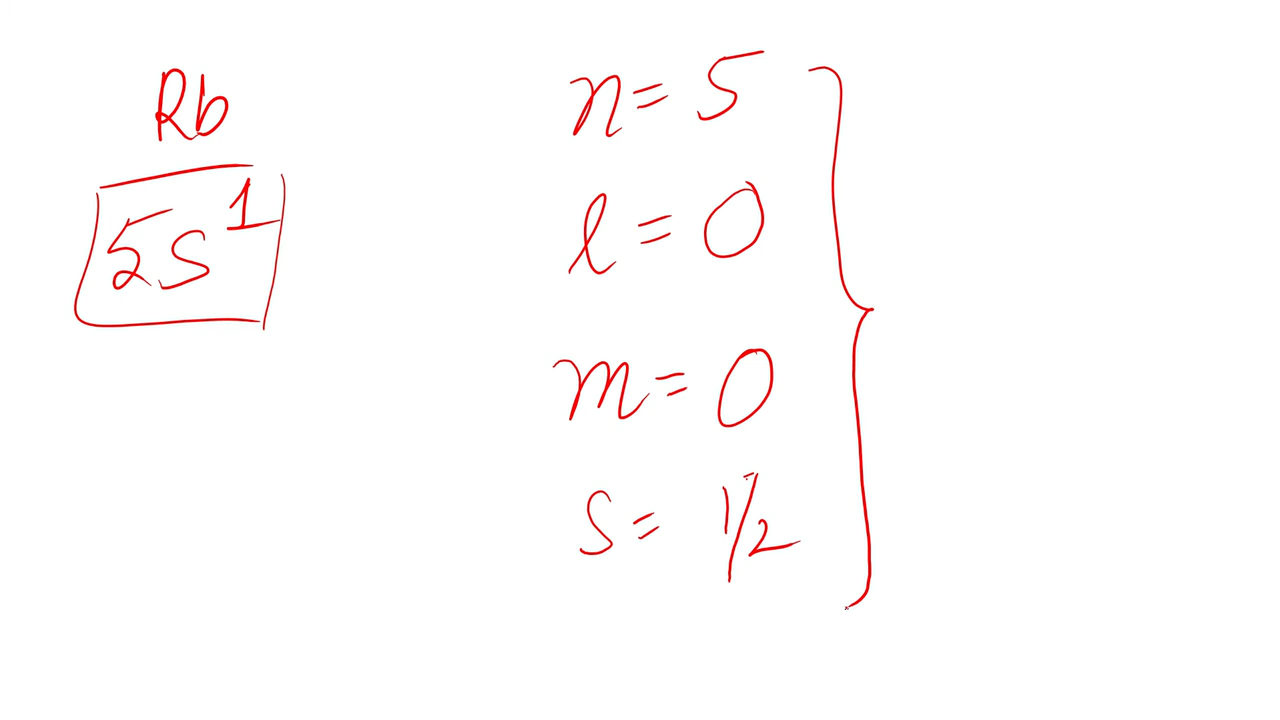 Rb
5s¹
n = 5
l = 0
m = 0
s = 1/2